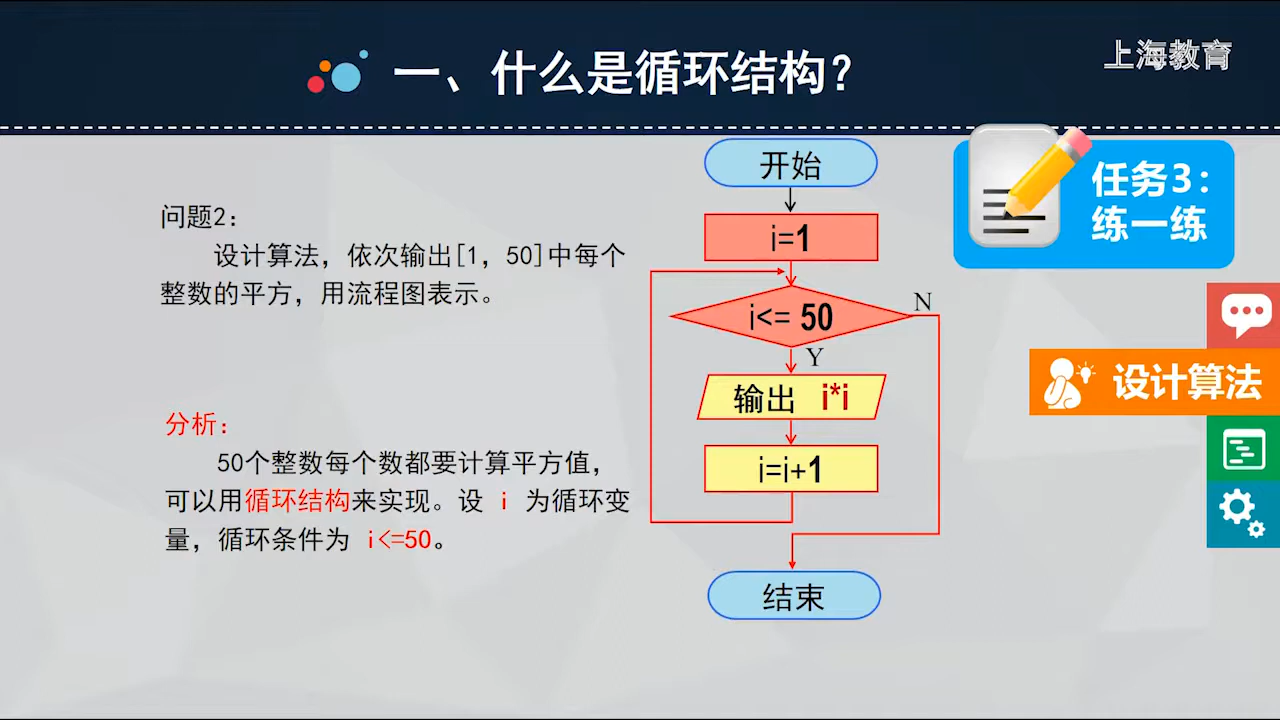 一、什么是循环结构？
上海教育
任务3：
练一练
问题2：
设计算法，依次输出[1，50]中每个
整数的平方，用流程图表示。
分析：
50个整数每个数都要计算平方值，
可以用循环结构来实现。设 i 为循环变
量，循环条件为 i<=50。
开始
i=1
i<= 50
N
Y
输出 i*i
i=i+1
结束
设计算法